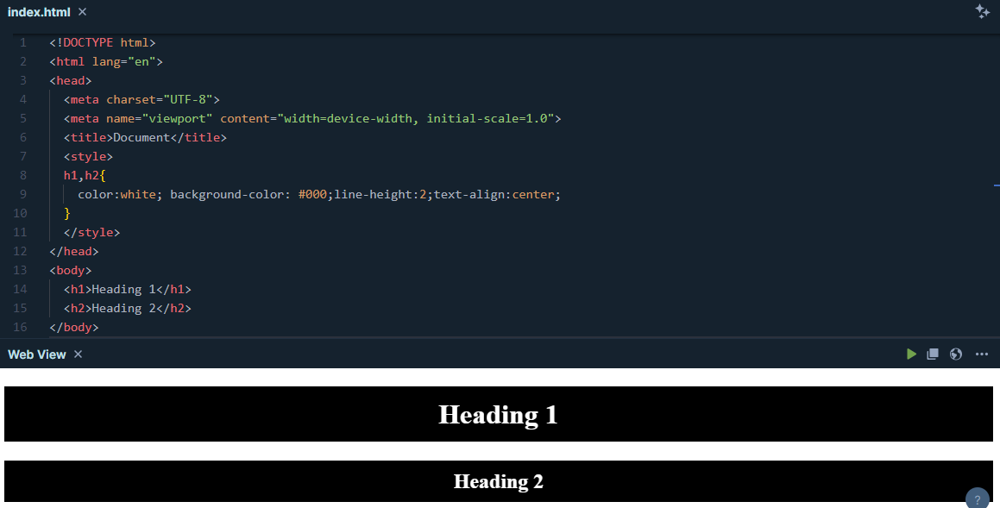 index.html ×
1 <!DOCTYPE html>
2 <html lang="en">
3 <head>
4   <meta charset="UTF-8">
5   <meta name="viewport" content="width=device-width, initial-scale=1.0">
6   <title>Document</title>
7   <style>
8   h1,h2{
9     color:white; background-color: #000;line-height:2;text-align:center;
10   }
11   </style>
12 </head>
13 <body>
14   <h1>Heading 1</h1>
15   <h2>Heading 2</h2>
16 </body>
Web View ×
Heading 1
Heading 2
?